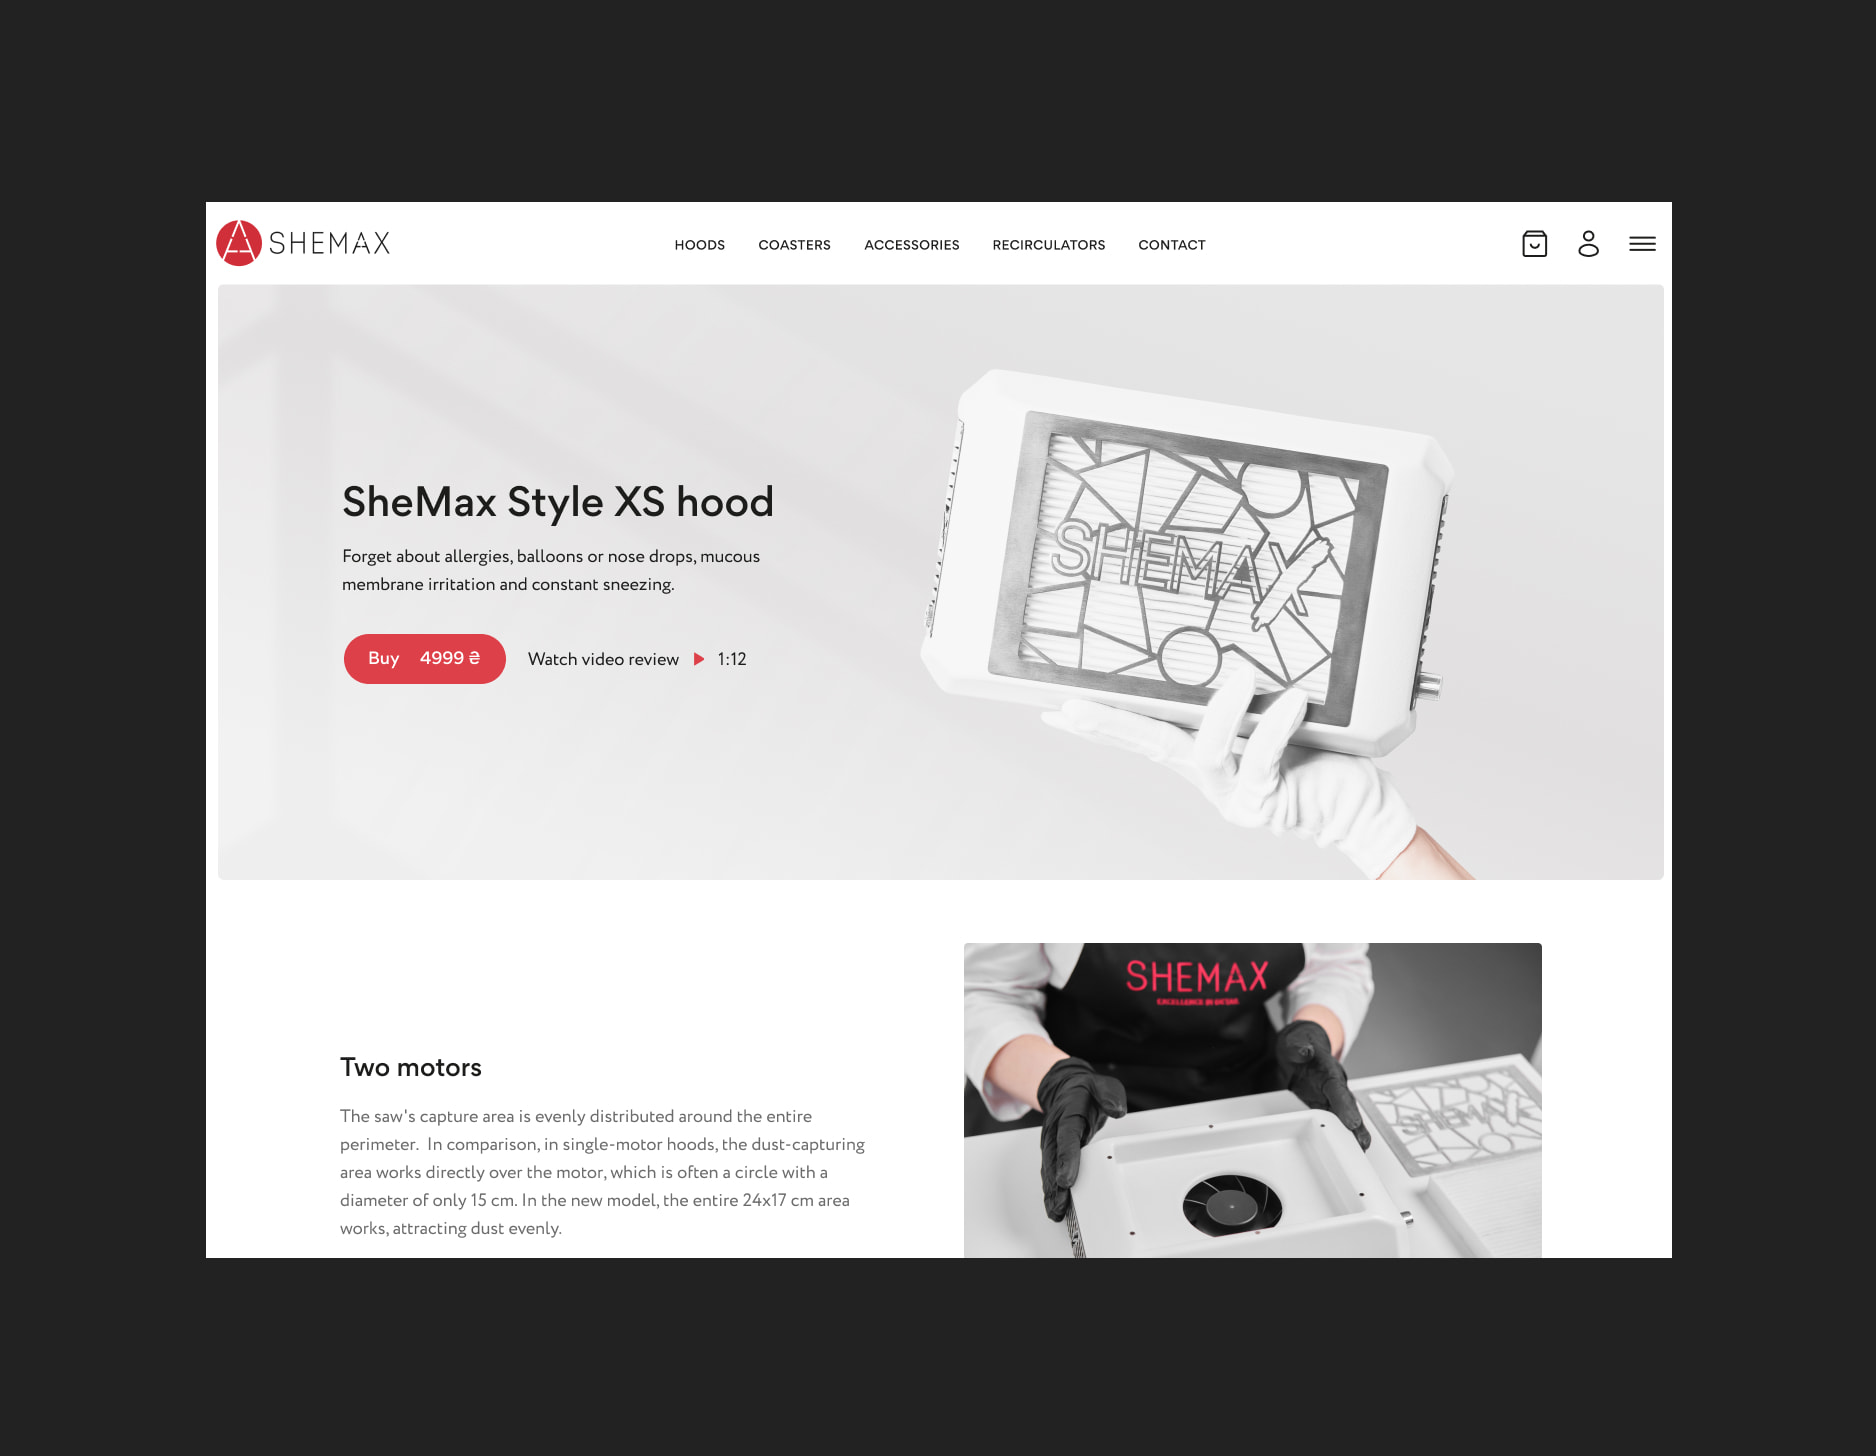 SHEMAX
HOODS COASTERS ACCESSORIES RECIRCULATORS CONTACT
SheMax Style XS hood
Forget about allergies, balloons or nose drops, mucous
membrane irritation and constant sneezing.
Buy 4999 ₴ Watch video review 1:12
SHEMAX
SHEMAX
EXCELLENCE IN DETAIL
Two motors
The saw's capture area is evenly distributed around the entire
perimeter. In comparison, in single-motor hoods, the dust-capturing
area works directly over the motor, which is often a circle with a
diameter of only 15 cm. In the new model, the entire 24x17 cm area
works, attracting dust evenly.
SHEMAX